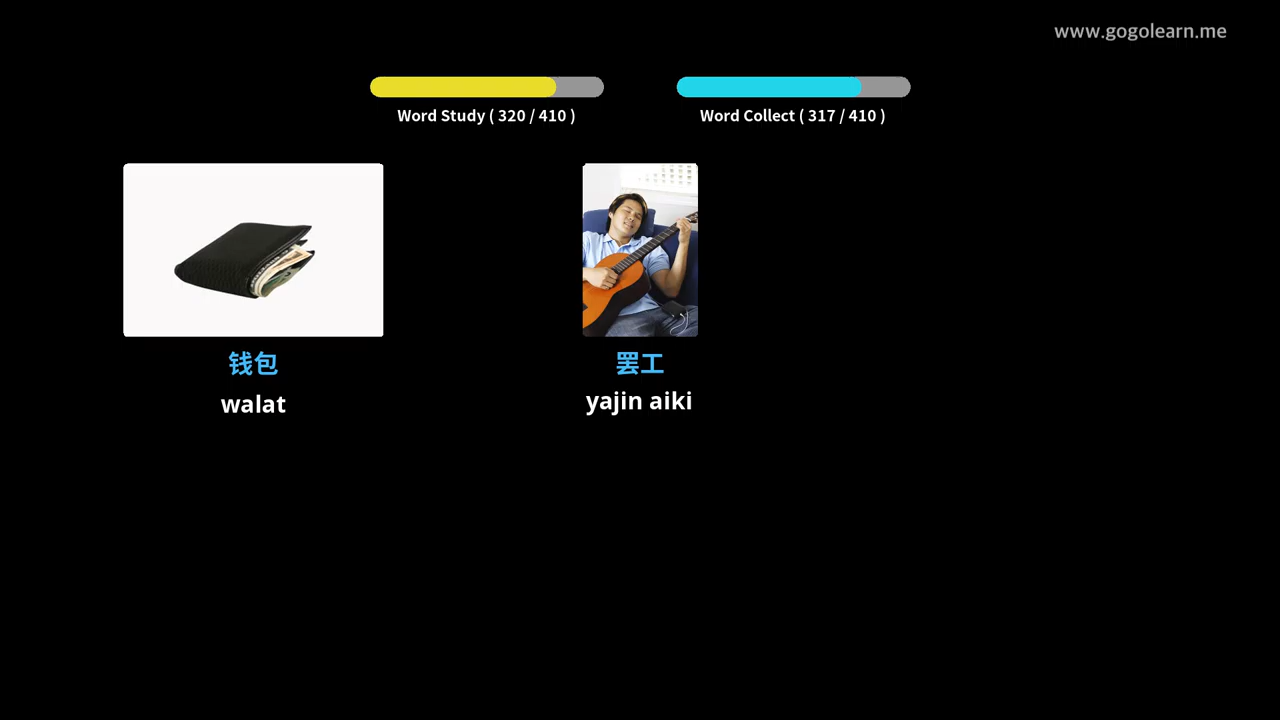 www.gogolearn.me
Word Study ( 320 / 410 )
Word Collect ( 317 / 410 )
钱包
walat
罢工
yajin aiki